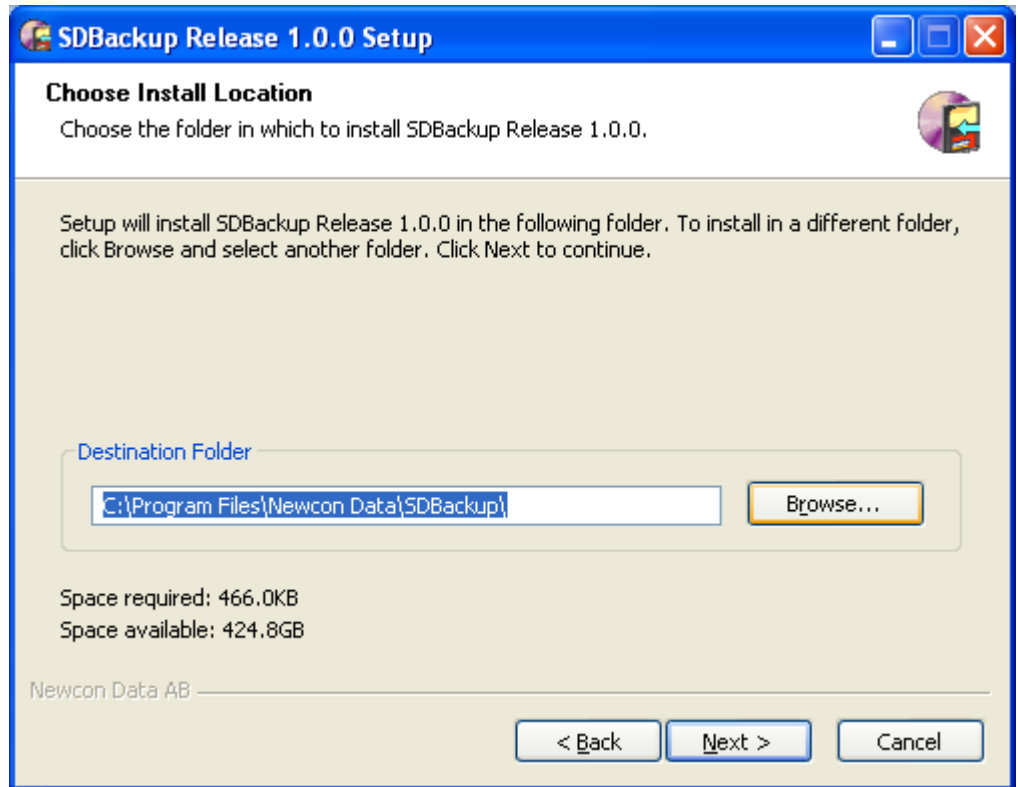 SDBackup Release 1.0.0 Setup
Choose Install Location
Choose the folder in which to install SDBackup Release 1.0.0.
Setup will install SDBackup Release 1.0.0 in the following folder. To install in a different folder,
click Browse and select another folder. Click Next to continue.
Destination Folder
C:\Program Files\Newcon Data\SDBackup\
Browse...
Space required: 466.0KB
Space available: 424.8GB
Newcon Data AB
< Back
Next >
Cancel